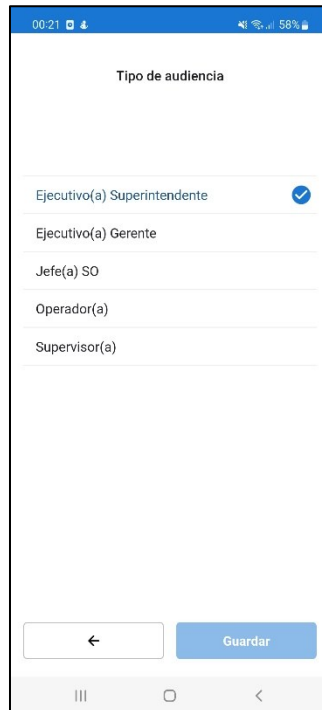 00:21 58%
Tipo de audiencia
Ejecutivo(a) Superintendente
Ejecutivo(a) Gerente
Jefe(a) SO
Operador(a)
Supervisor(a)
Guardar